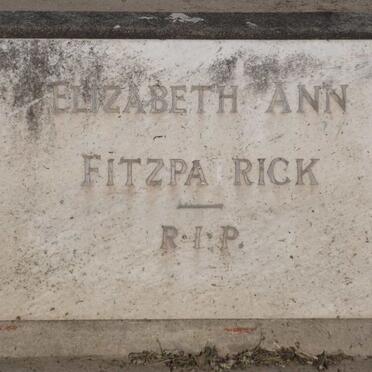 ELIZABETH ANN
FITZPA RICK
R·I·P